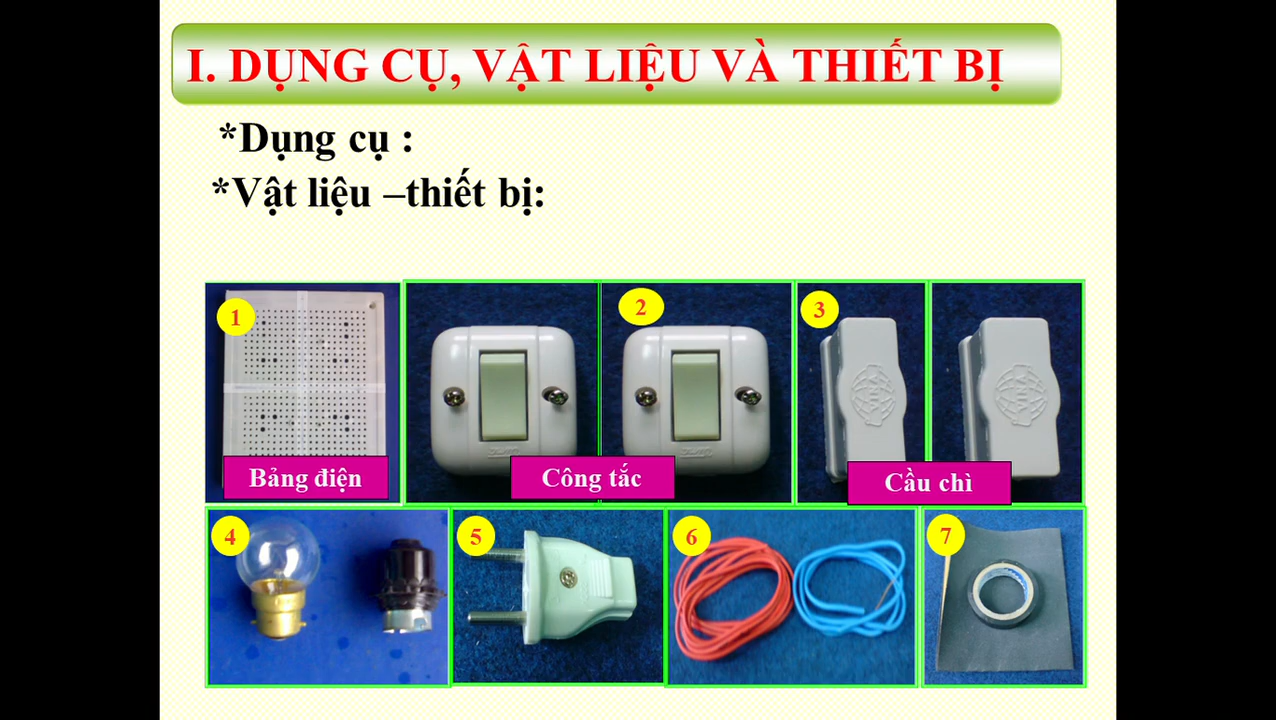 I. DỤNG CỤ, VẬT LIỆU VÀ THIẾT BỊ
*Dụng cụ :
*Vật liệu –thiết bị:
1
2
3
Bảng điện
Công tắc
Cầu chì
4
5
6
7